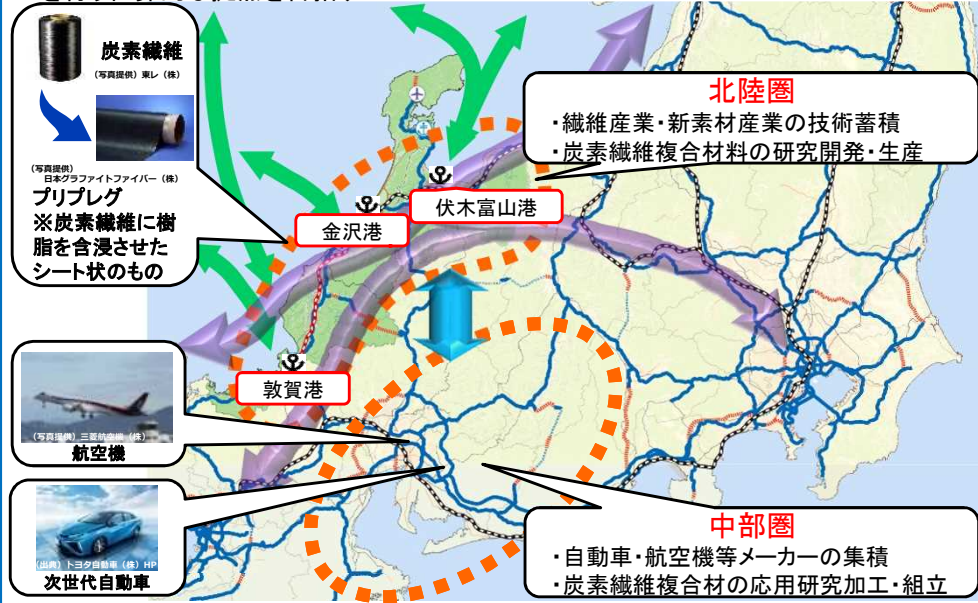 炭素繊維
(写真提供)東レ(株)
(写真提供)
日本グラファイトファイバー(株)
プリプレグ
※炭素繊維に樹
脂を含浸させた
シート状のもの
北陸圏
・繊維産業・新素材産業の技術蓄積
・炭素繊維複合材料の研究開発・生産
伏木富山港
金沢港
敦賀港
(写真提供)三菱航空機(株)
航空機
(出典)トヨタ自動車(株)HP
次世代自動車
中部圏
・自動車・航空機等メーカーの集積
・炭素繊維複合材の応用研究加工・組立